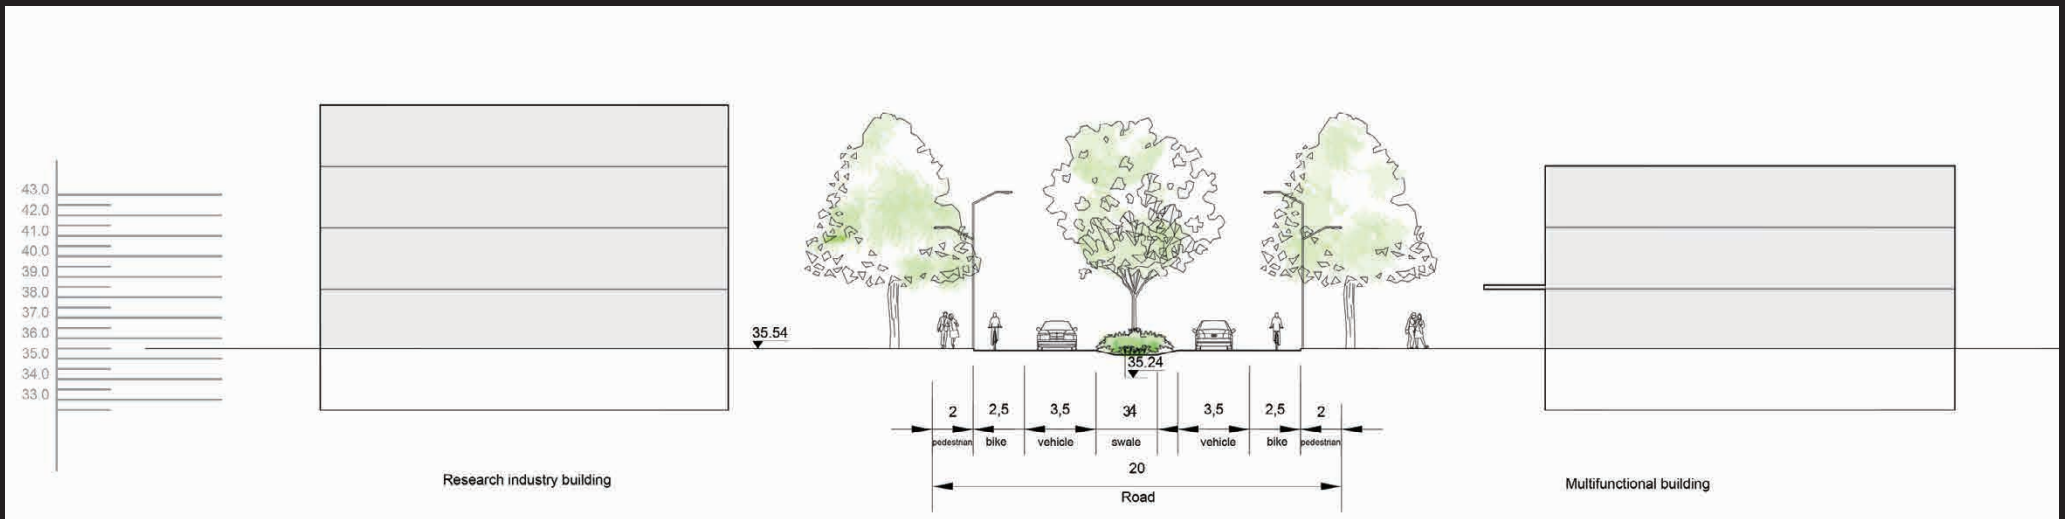 43.0
42.0
41.0
40.0
39.0
38.0
37.0
36.0
35.0
34.0
33.0
35.54
35.24
2 2,5 3,5 3,5 2,5 2
pedestrian bike vehicle swale vehicle bike pedestrian
20
Road
Research industry building
Multifunctional building